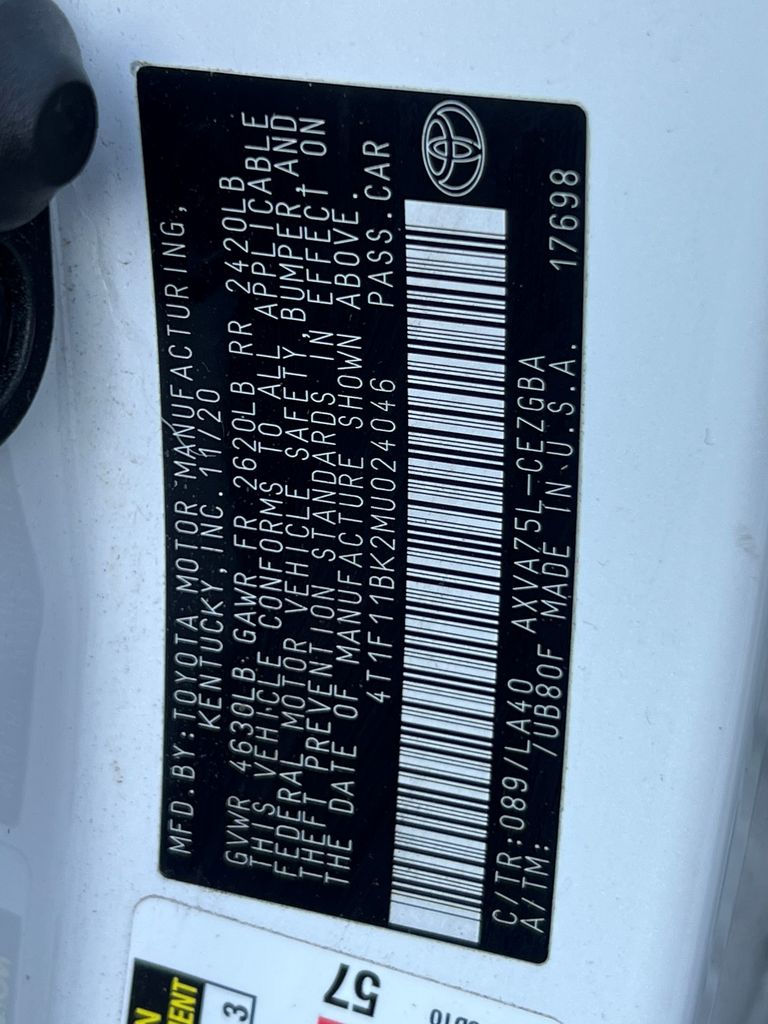 MFD.BY:TOYOTA MOTOR MANUFACTURING,
KENTUCKY,INC. 11/20
GVWR 4630LB GAWR FR 2620LB RR 2420LB
THIS VEHICLE CONFORMS TO ALL APPLICABLE
FEDERAL MOTOR VEHICLE SAFETY,BUMPER,AND
THEFT PREVENTION STANDARDS IN EFFECT ON
THE DATE OF MANUFACTURE SHOWN ABOVE.
4T1F11BK2MU024046 PASS.CAR
C/TR:089/LA40 AXVA75L-CEZGBA
A/TM: 7UB80F MADE IN U.S.A. 17698
57
3